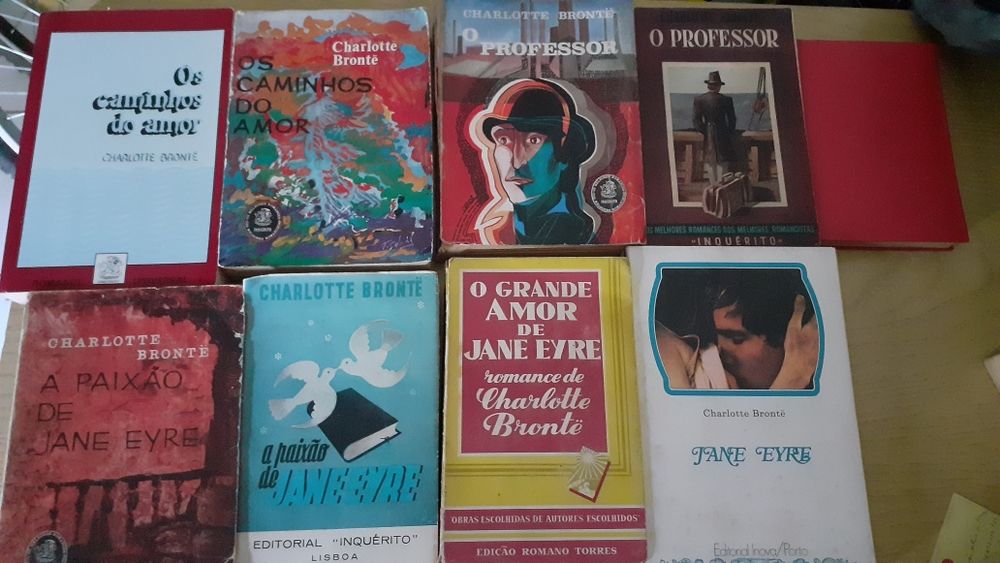 Os
caminhos
do amor
CHARLOTTE BRONTË
Charlotte
Brontë
OS
CAMINHOS
DO
AMOR
INQUÉRITO
CHARLOTTE BRONTË
O PROFESSOR
O PROFESSOR
OS MELHORES ROMANCES DOS MELHORES ROMANCISTAS
"INQUÉRITO"
CHARLOTTE
BRONTË
A PAIXÃO
DE
JANE EYRE
CHARLOTTE BRONTË
a paixão
de JANE EYRE
EDITORIAL "INQUÉRITO"
LISBOA
O GRANDE
AMOR
DE
JANE EYRE
romance de
Charlotte
Brontë
OBRAS ESCOLHIDAS DE AUTORES ESCOLHIDOS
EDIÇÃO ROMANO TORRES
Charlotte Brontë
JANE EYRE
Editorial Inova/Porto